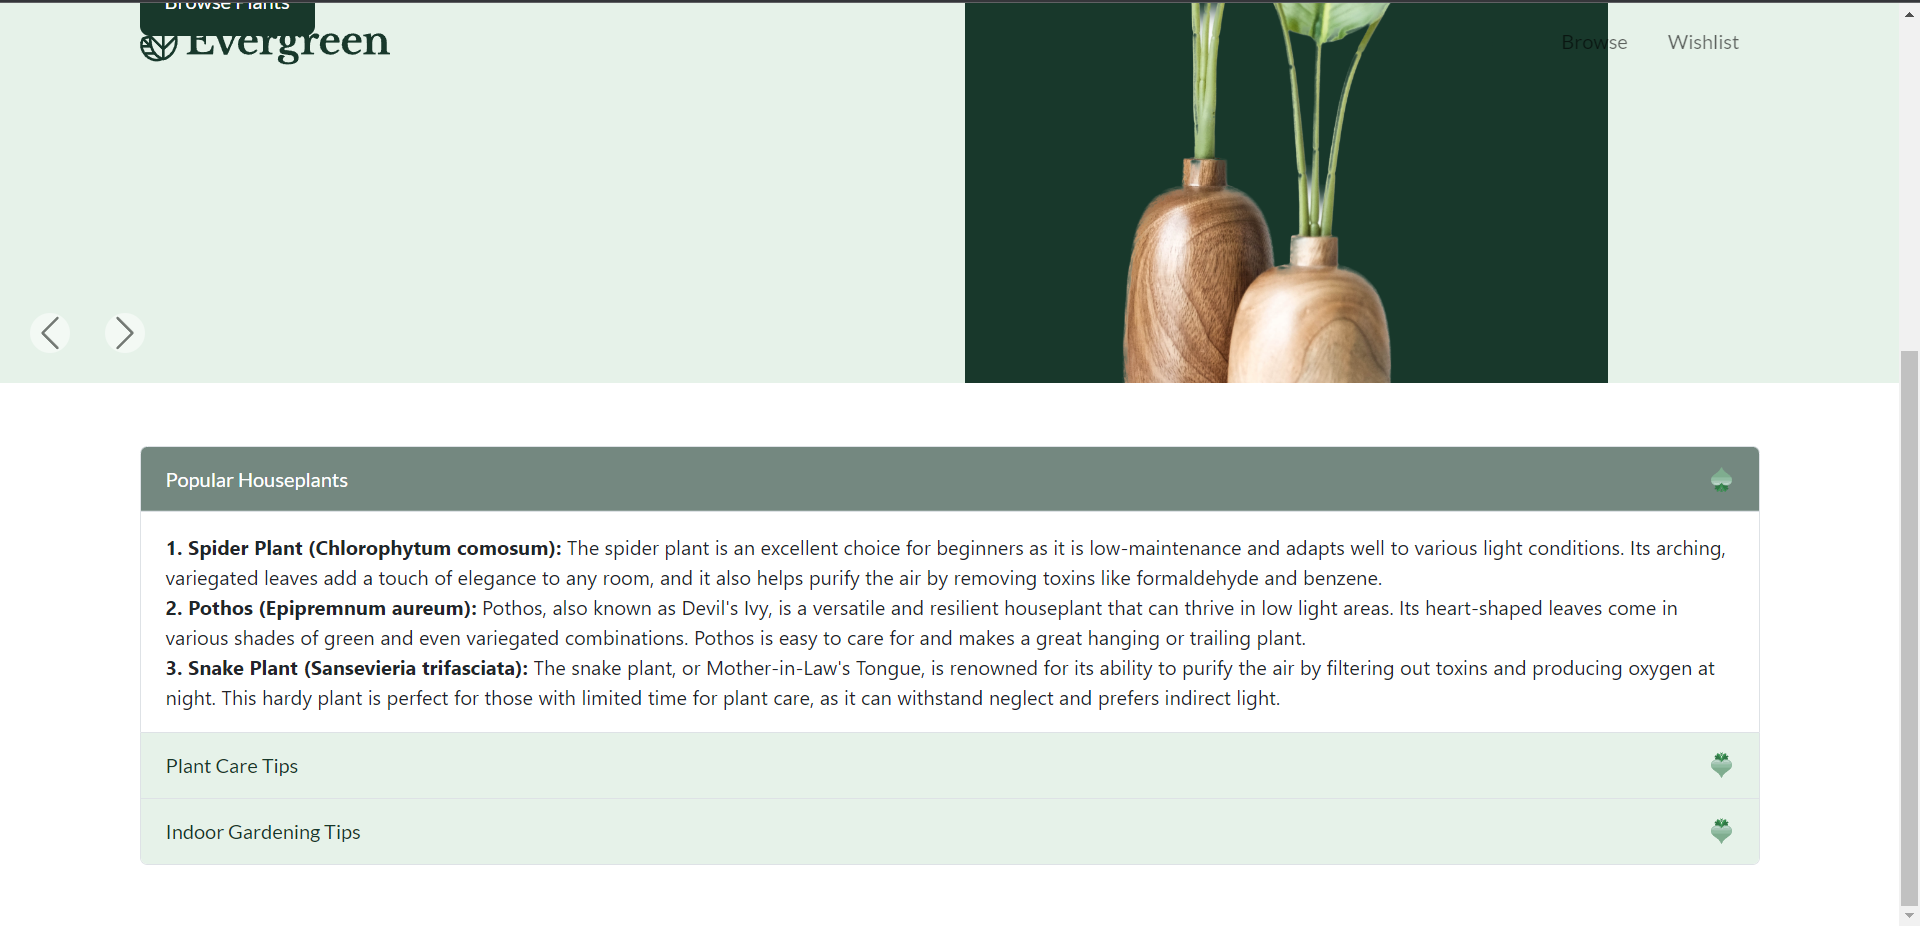 Browse Plants
Evergreen
Browse
Wishlist
Popular Houseplants
1. Spider Plant (Chlorophytum comosum): The spider plant is an excellent choice for beginners as it is low-maintenance and adapts well to various light conditions. Its arching,
variegated leaves add a touch of elegance to any room, and it also helps purify the air by removing toxins like formaldehyde and benzene.
2. Pothos (Epipremnum aureum): Pothos, also known as Devil's Ivy, is a versatile and resilient houseplant that can thrive in low light areas. Its heart-shaped leaves come in
various shades of green and even variegated combinations. Pothos is easy to care for and makes a great hanging or trailing plant.
3. Snake Plant (Sansevieria trifasciata): The snake plant, or Mother-in-Law's Tongue, is renowned for its ability to purify the air by filtering out toxins and producing oxygen at
night. This hardy plant is perfect for those with limited time for plant care, as it can withstand neglect and prefers indirect light.
Plant Care Tips
Indoor Gardening Tips